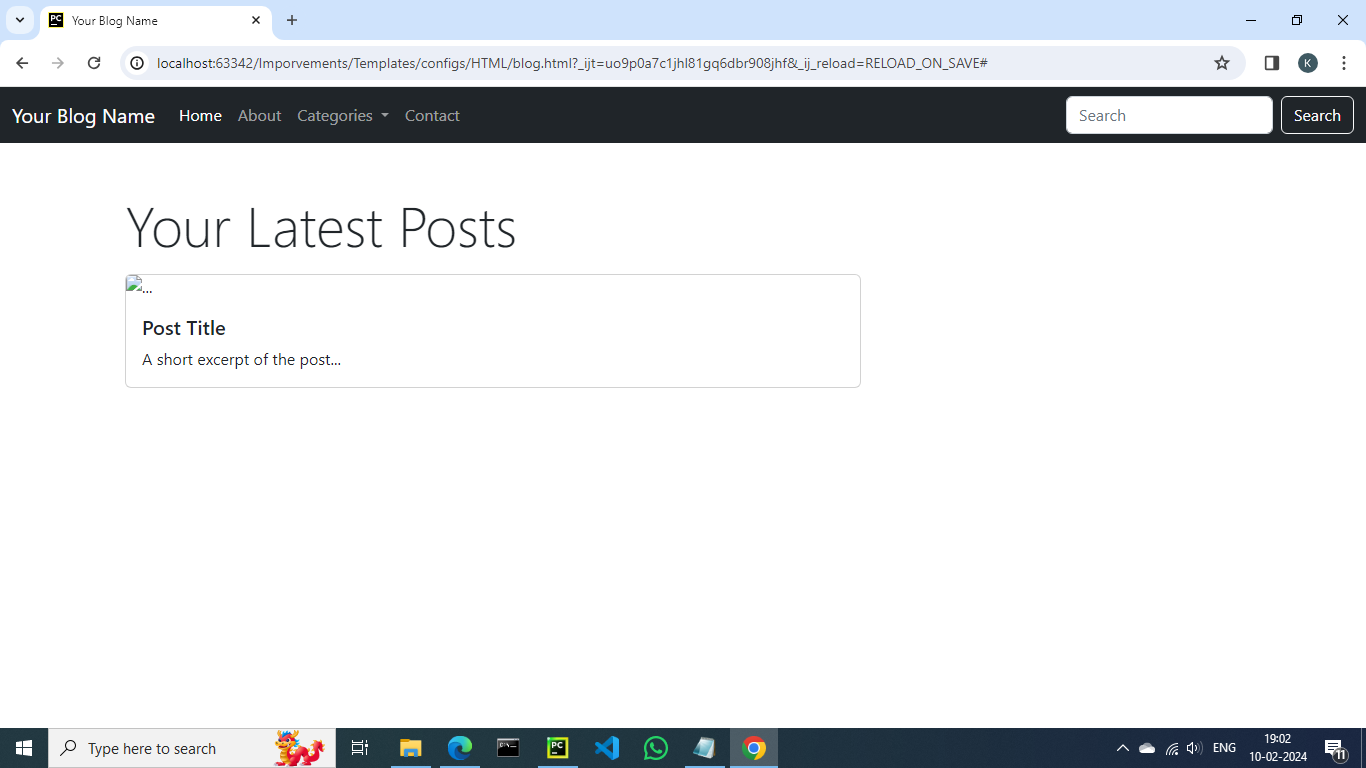 Your Blog Name
localhost:63342/Imporvements/Templates/configs/HTML/blog.html?_ijt=uo9p0a7c1jhl81gq6dbr908jhf&_ij_reload=RELOAD_ON_SAVE#
K
Your Blog Name Home About Categories Contact Search Search
Your Latest Posts
...
Post Title
A short excerpt of the post...
Type here to search
PC
ENG
19:02
10-02-2024
11